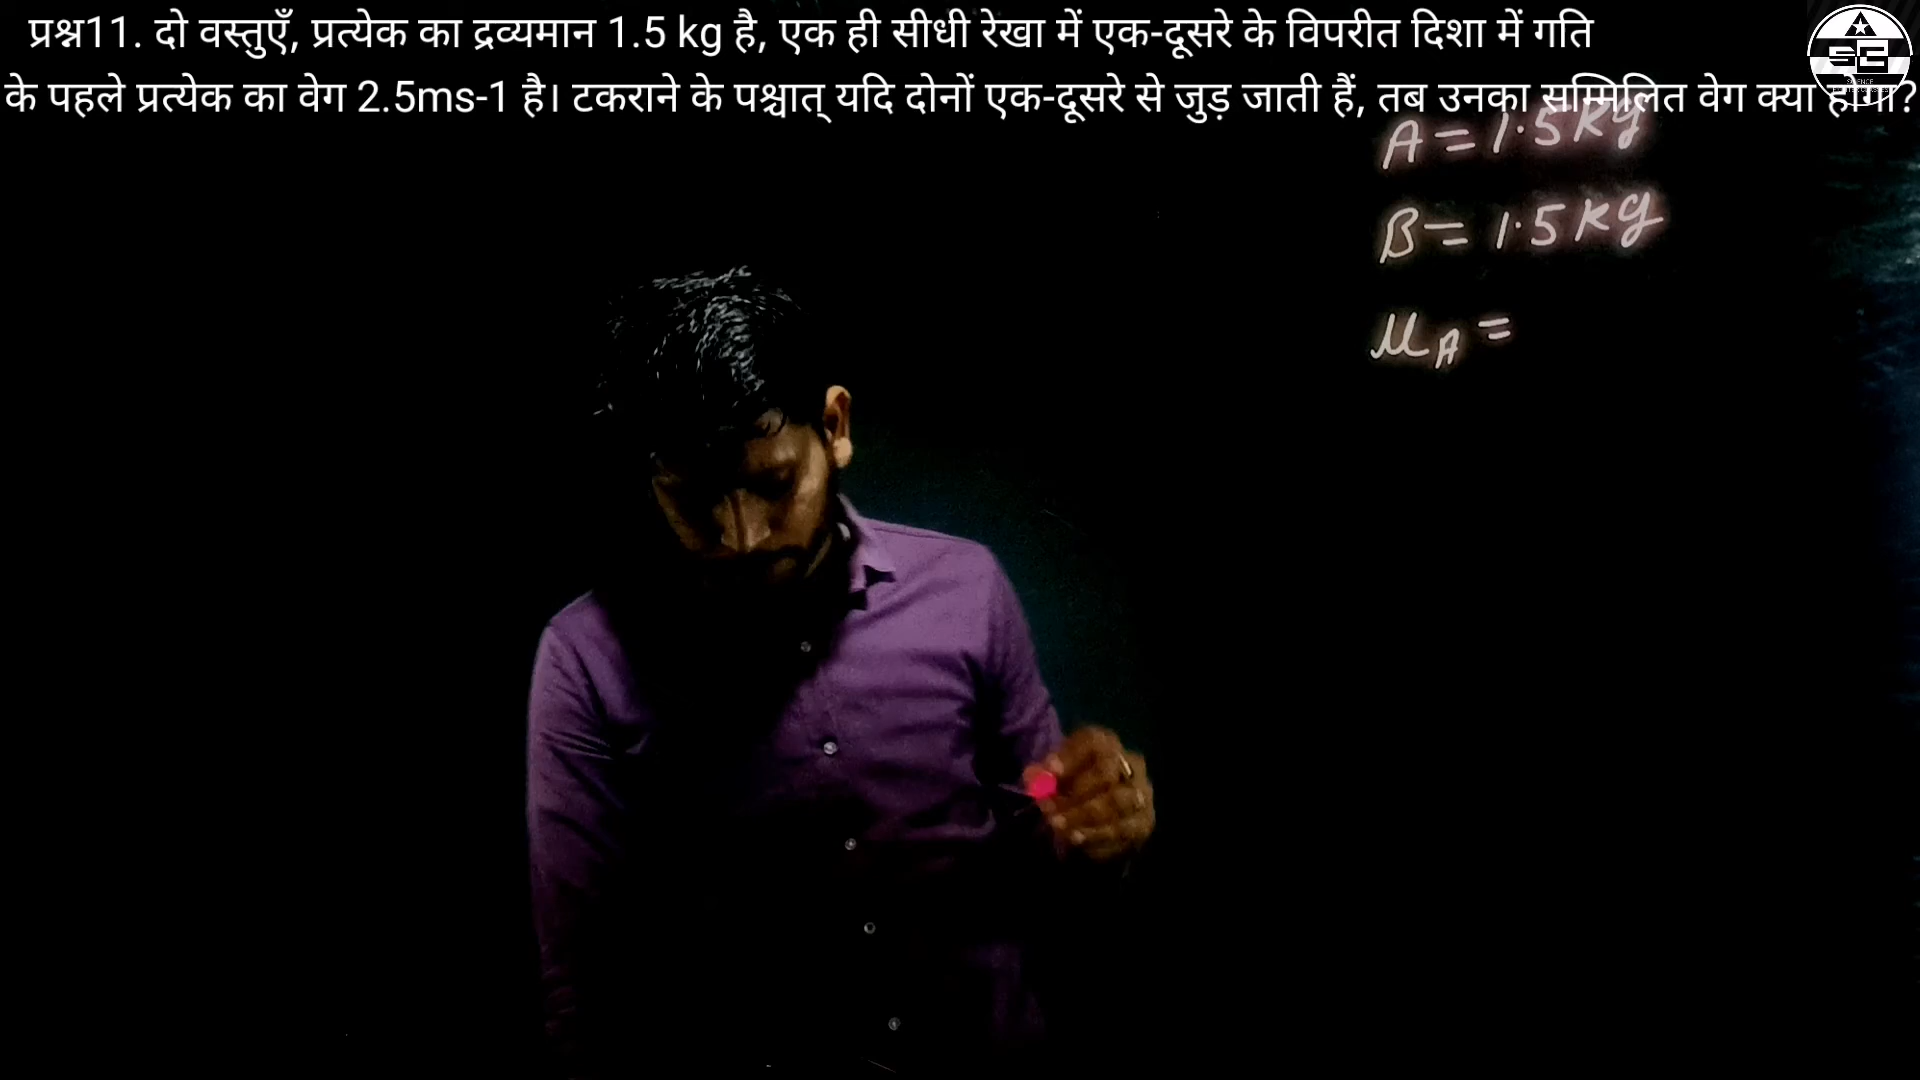 प्रश्न11. दो वस्तुएँ, प्रत्येक का द्रव्यमान 1.5 kg है, एक ही सीधी रेखा में एक-दूसरे के विपरीत दिशा में गति
के पहले प्रत्येक का वेग 2.5ms-1 है। टकराने के पश्चात् यदि दोनों एक-दूसरे से जुड़ जाती हैं, तब उनका सम्मिलित वेग क्या होगा?
A = 1.5 kg
B = 1.5 kg
u_A =